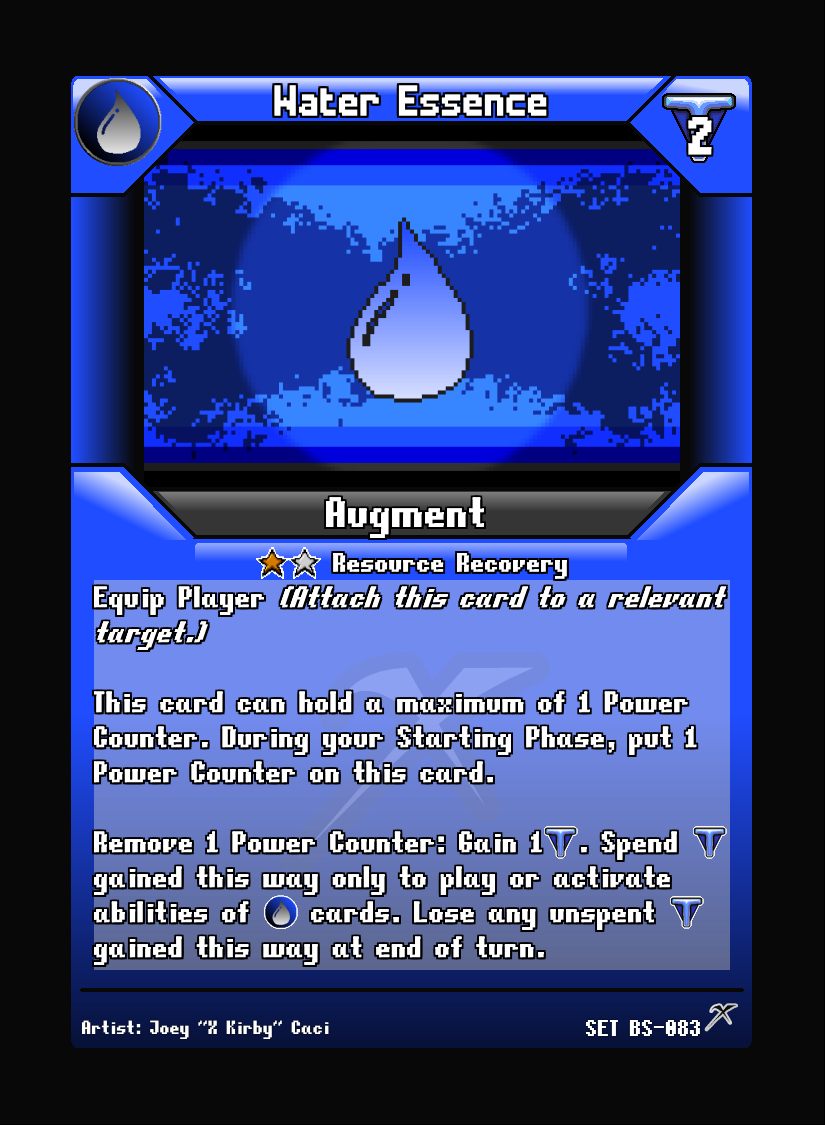 Water Essence
2
Augment
Resource Recovery
Equip Player (Attach this card to a relevant
target.)
This card can hold a maximum of 1 Power
Counter. During your Starting Phase, put 1
Power Counter on this card.
Remove 1 Power Counter: Gain 1. Spend
gained this way only to play or activate
abilities of cards. Lose any unspent
gained this way at end of turn.
Artist: Joey "X Kirby" Caci
SET BS-083